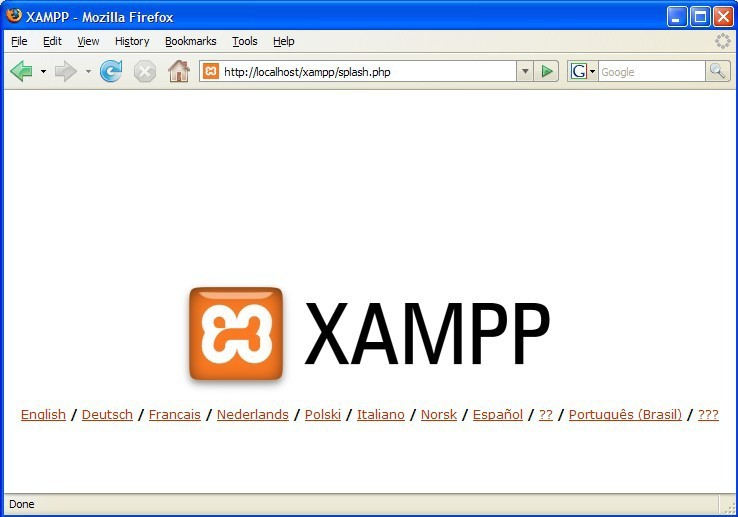 XAMPP - Mozilla Firefox
File Edit View History Bookmarks Tools Help
http://localhost/xampp/splash.php G Google
XAMPP
English / Deutsch / Francais / Nederlands / Polski / Italiano / Norsk / Español / ?? / Português (Brasil) / ???
Done